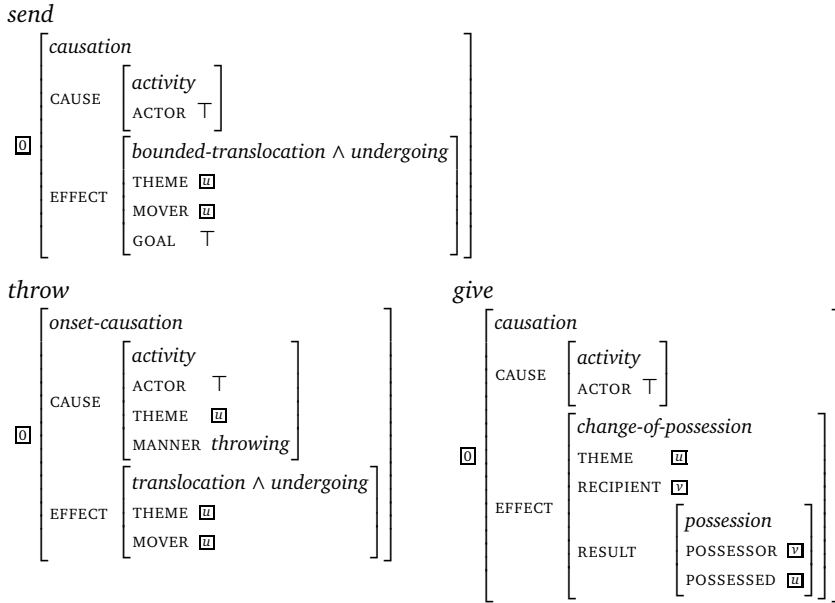 send
causation
CAUSE
activity
ACTOR ⊤
0
bounded-translocation ∧ undergoing
THEME u
EFFECT
MOVER u
GOAL ⊤
throw
onset-causation
activity
ACTOR ⊤
CAUSE
THEME u
MANNER throwing
0
translocation ∧ undergoing
EFFECT
THEME u
MOVER u
give
causation
CAUSE
activity
ACTOR ⊤
0
change-of-possession
THEME u
RECIPIENT v
EFFECT
RESULT
possession
POSSESSOR v
POSSESSED u